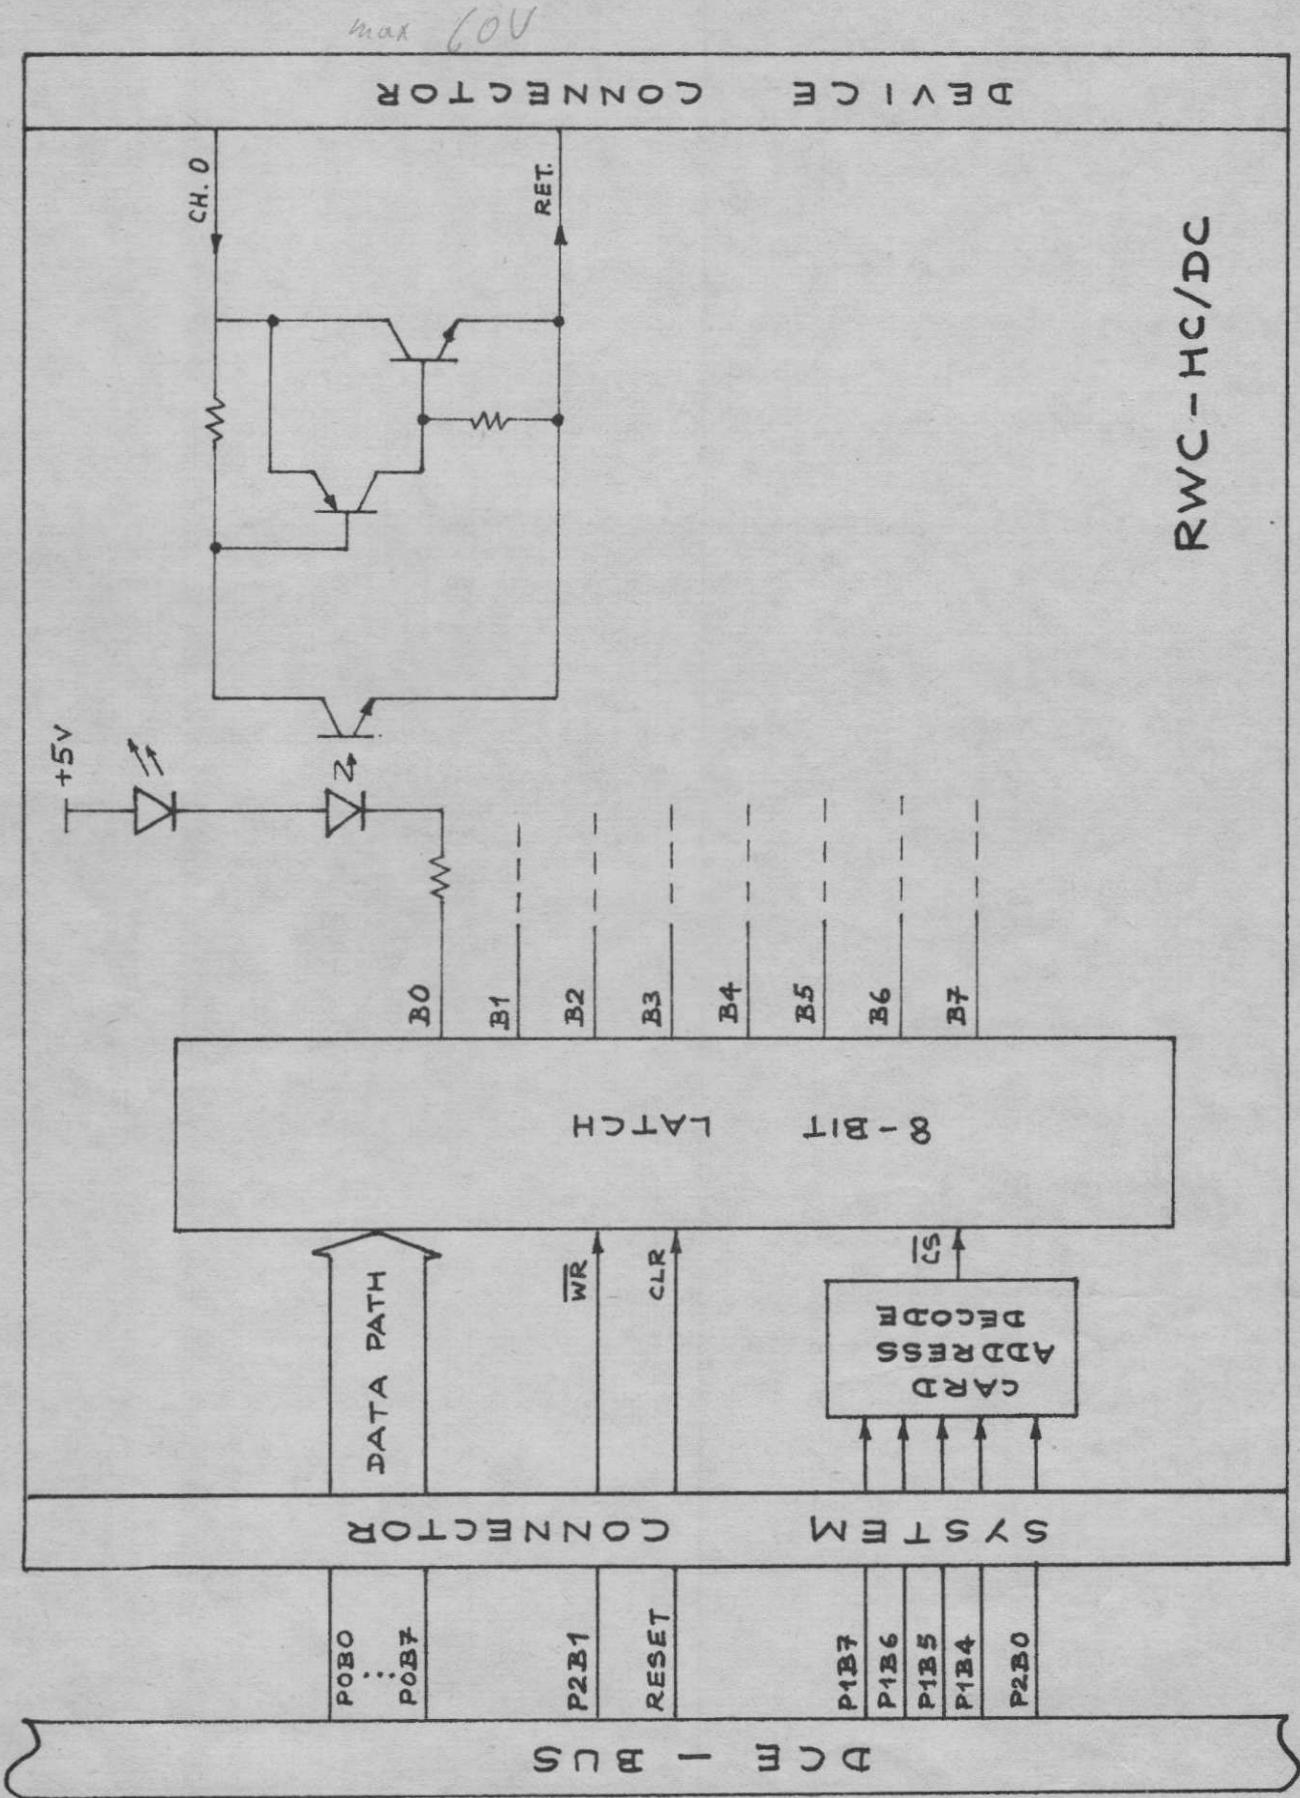 max 60V
DEVICE CONNECTOR
CH.0
RET.
+5V
RWC-HC/DC
B0
B1
B2
B3
B4
B5
B6
B7
8-BIT LATCH
DATA PATH
WR
CLR
CS
CARD
ADDRESS
DECODE
SYSTEM CONNECTOR
P0B0
⋮
P0B7
P2B1
RESET
P1B7
P1B6
P1B5
P1B4
P2B0
DCE - BUS